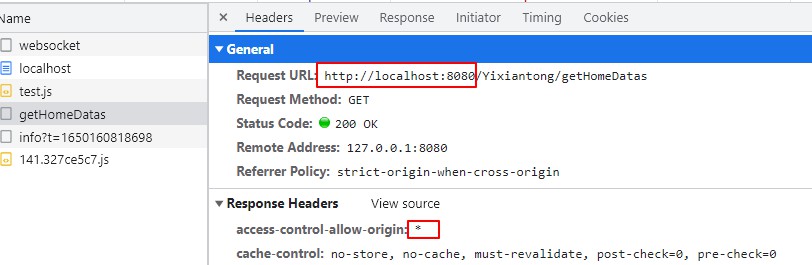 Name
websocket
localhost
test.js
getHomeDatas
info?t=1650160818698
141.327ce5c7.js
× Headers Preview Response Initiator Timing Cookies
▼ General
Request URL: http://localhost:8080/Yixiantong/getHomeDatas
Request Method: GET
Status Code: 200 OK
Remote Address: 127.0.0.1:8080
Referrer Policy: strict-origin-when-cross-origin
▼ Response Headers View source
access-control-allow-origin: *
cache-control: no-store, no-cache, must-revalidate, post-check=0, pre-check=0